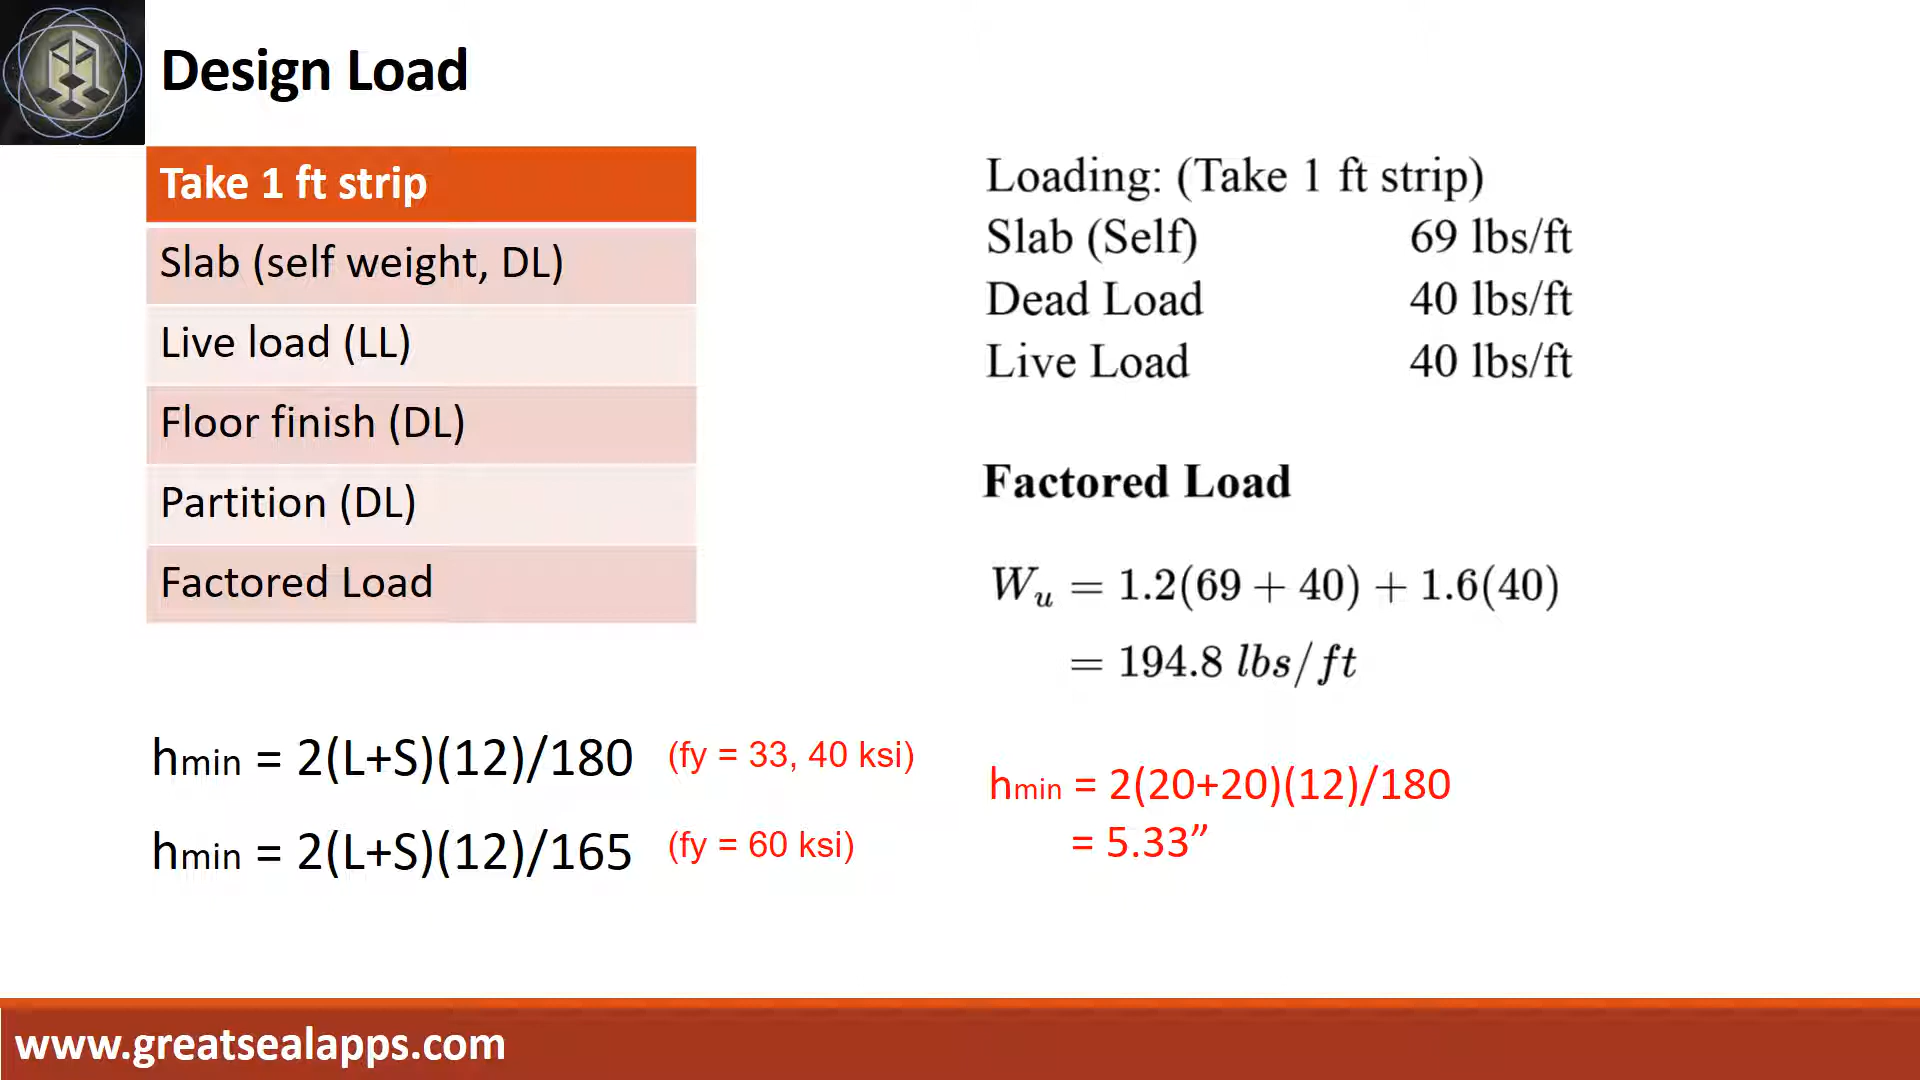 Design Load
Take 1 ft strip
Slab (self weight, DL)
Live load (LL)
Floor finish (DL)
Partition (DL)
Factored Load
hmin = 2(L+S)(12)/180 (fy = 33, 40 ksi)
hmin = 2(L+S)(12)/165 (fy = 60 ksi)
Loading: (Take 1 ft strip)
Slab (Self) 69 lbs/ft
Dead Load 40 lbs/ft
Live Load 40 lbs/ft
Factored Load
Wu = 1.2(69 + 40) + 1.6(40)
= 194.8 lbs/ft
hmin = 2(20+20)(12)/180
= 5.33”
www.greatsealapps.com